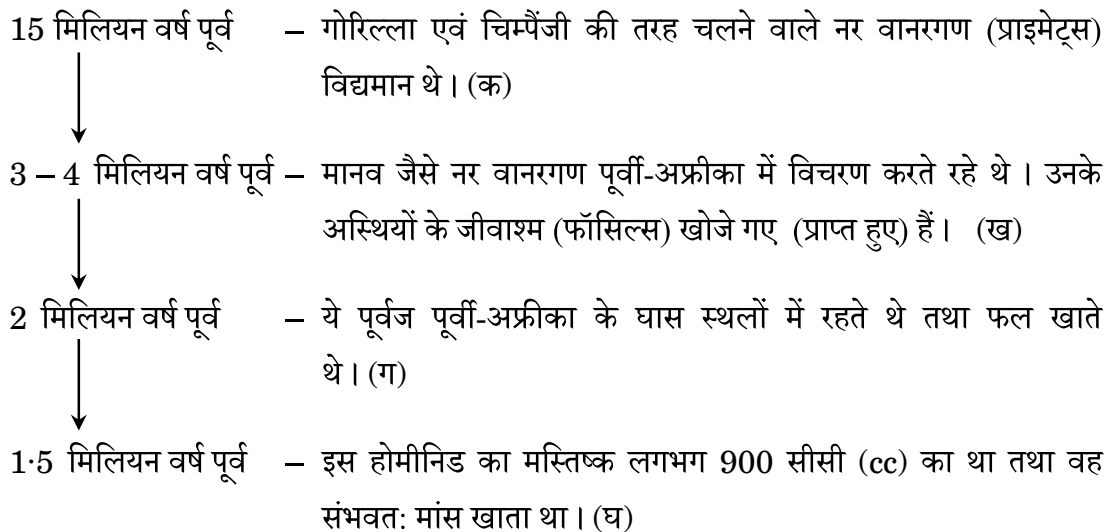 15 मिलियन वर्ष पूर्व – गोरिल्ला एवं चिम्पैंजी की तरह चलने वाले नर वानरगण (प्राइमेट्स)
विद्यमान थे। (क)
3 – 4 मिलियन वर्ष पूर्व – मानव जैसे नर वानरगण पूर्वी-अफ्रीका में विचरण करते रहे थे । उनके
अस्थियों के जीवाश्म (फॉसिल्स) खोजे गए (प्राप्त हुए) हैं। (ख)
2 मिलियन वर्ष पूर्व – ये पूर्वज पूर्वी-अफ्रीका के घास स्थलों में रहते थे तथा फल खाते
थे। (ग)
1·5 मिलियन वर्ष पूर्व – इस होमीनिड का मस्तिष्क लगभग 900 सीसी (cc) का था तथा वह
संभवत: मांस खाता था। (घ)